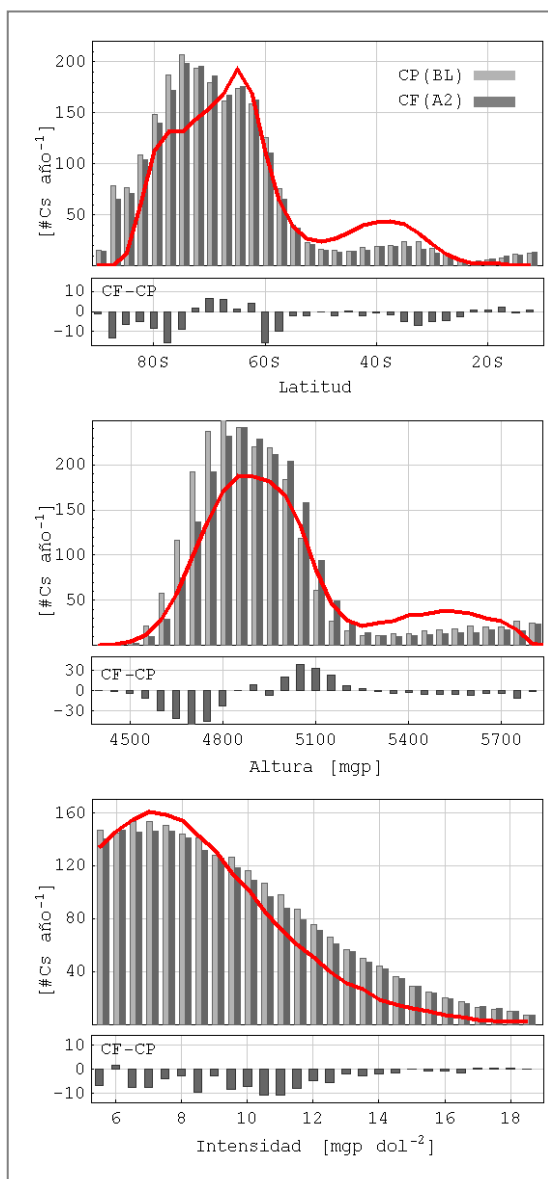 200
150
100
50
[#Cs año⁻¹]
CP(BL)
CF(A2)
10
0
-10
CF-CP
80S 60S 40S 20S
Latitud
200
150
100
50
[#Cs año⁻¹]
30
0
-30
CF-CP
4500 4800 5100 5400 5700
Altura [mgp]
160
120
80
40
[#Cs año⁻¹]
10
0
-10
CF-CP
6 8 10 12 14 16 18
Intensidad [mgp dol⁻²]